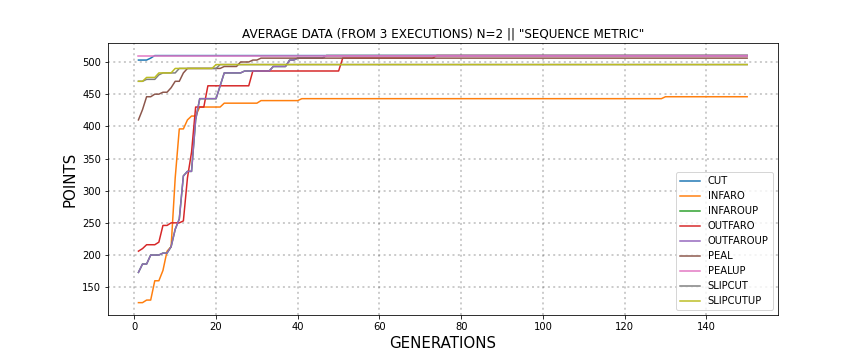 AVERAGE DATA (FROM 3 EXECUTIONS) N=2 || "SEQUENCE METRIC"
500
450
400
350
300
250
200
150
POINTS
0 20 40 60 80 100 120 140
GENERATIONS
CUT
INFARO
INFAROUP
OUTFARO
OUTFAROUP
PEAL
PEALUP
SLIPCUT
SLIPCUTUP